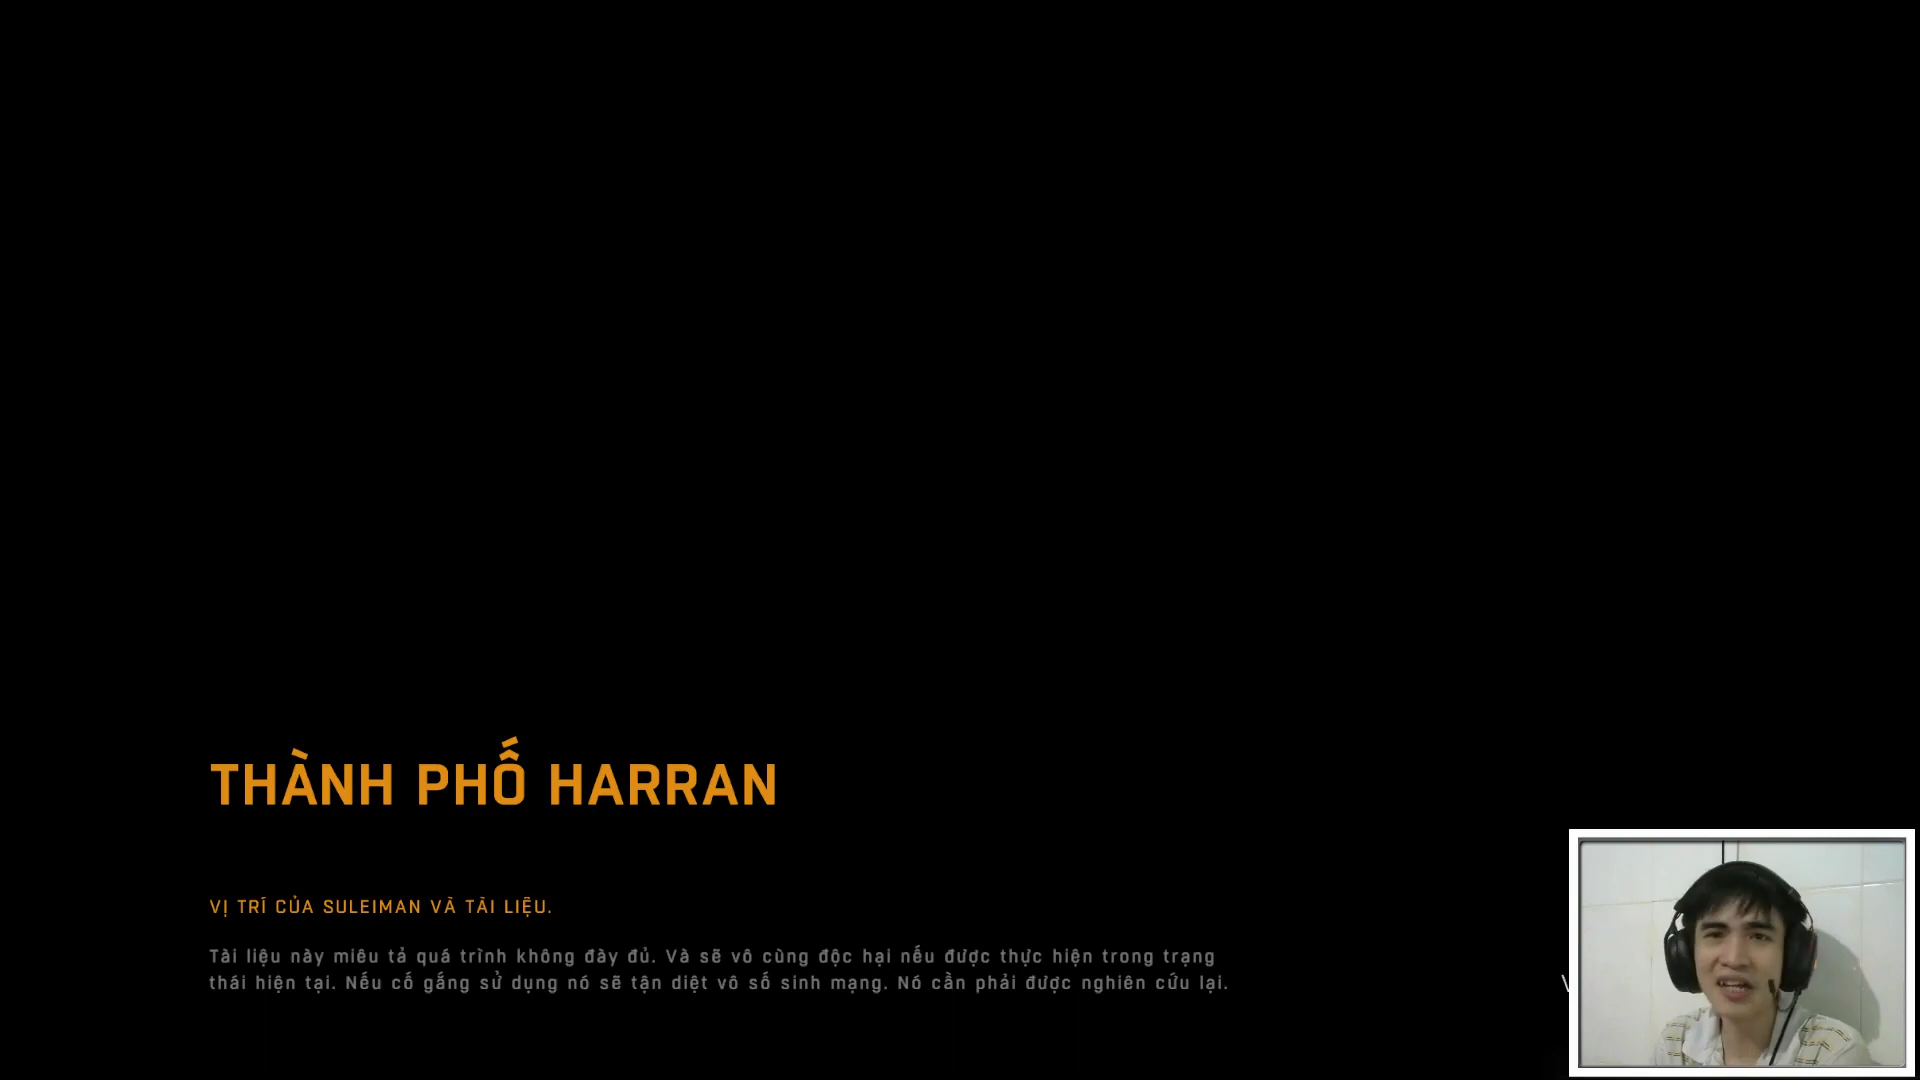 THÀNH PHỐ HARRAN
VỊ TRÍ CỦA SULEIMAN VÀ TÀI LIỆU.
Tài liệu này miêu tả quá trình không đày đủ. Và sẽ vô cùng độc hại nếu được thực hiện trong trạng
thái hiện tại. Nếu cố gắng sử dụng nó sẽ tận diệt vô số sinh mạng. Nó cần phải được nghiên cứu lại.